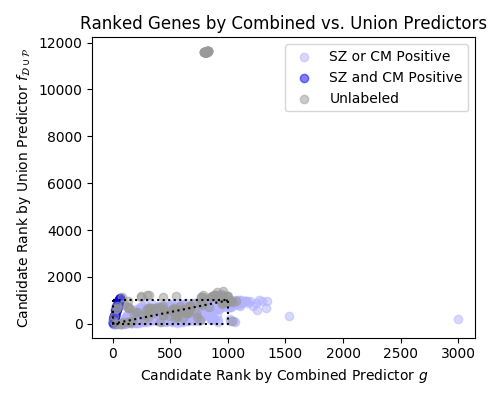 Ranked Genes by Combined vs. Union Predictors
12000
10000
8000
6000
4000
2000
0
Candidate Rank by Union Predictor f_{D∪P}
SZ or CM Positive
SZ and CM Positive
Unlabeled
0 500 1000 1500 2000 2500 3000
Candidate Rank by Combined Predictor g